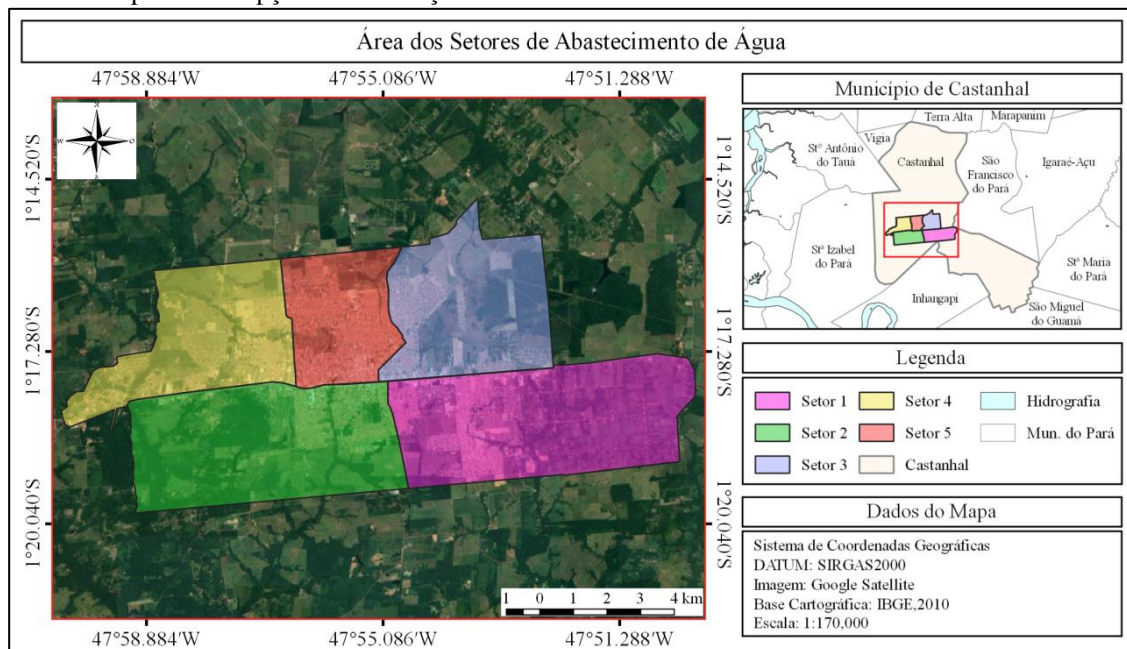 Área dos Setores de Abastecimento de Água
47°58.884'W 47°55.086'W 47°51.288'W
1°14.520'S
1°17.280'S
1°20.040'S
N
W
O
S
1°14.520'S
1°17.280'S
1°20.040'S
1 0 1 2 3 4 km
47°58.884'W 47°55.086'W 47°51.288'W
Município de Castanhal
Terra Alta
Marapanim
Vigia
Stº Antônio
do Tauá
Castanhal
São
Francisco
do Pará
Igaraé-Açu
Stª Izabel
do Pará
Stª Maria
do Pará
Inhangapi
São Miguel
do Guamá
Legenda
Setor 1 Setor 4 Hidrografia
Setor 2 Setor 5 Mun. do Pará
Setor 3 Castanhal
Dados do Mapa
Sistema de Coordenadas Geográficas
DATUM: SIRGAS2000
Imagem: Google Satellite
Base Cartográfica: IBGE,2010
Escala: 1:170,000